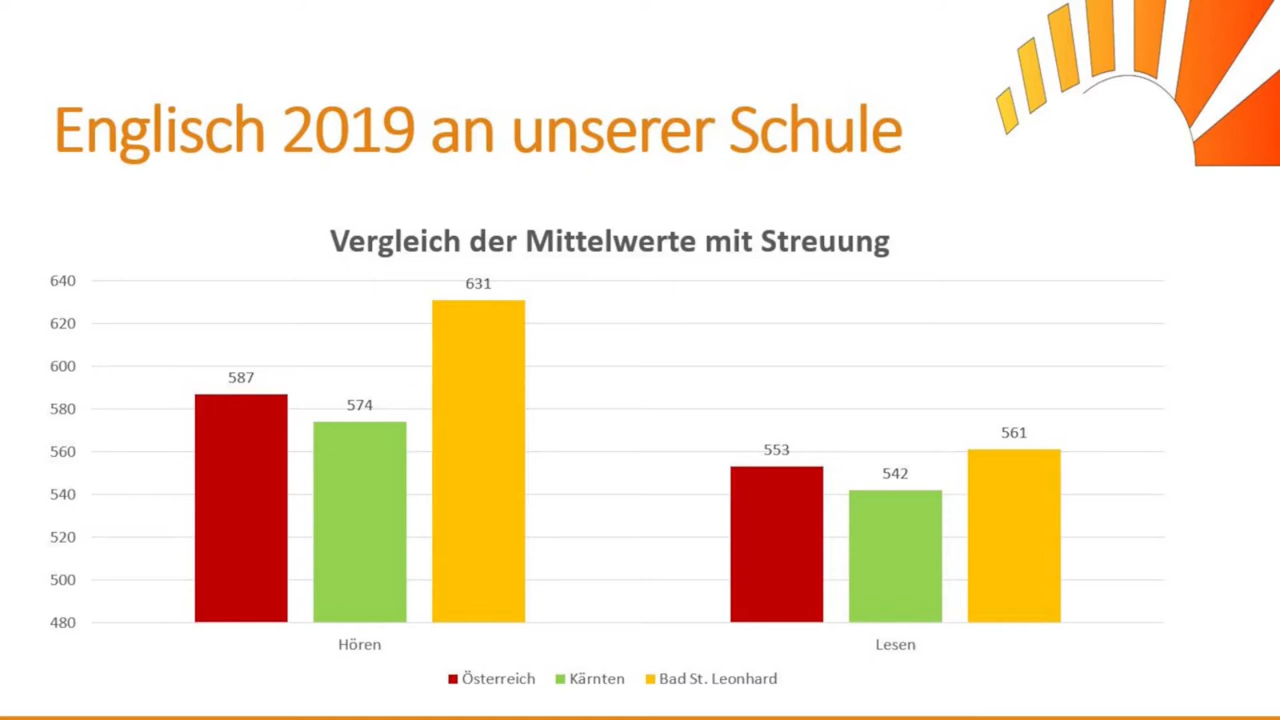 Englisch 2019 an unserer Schule
Vergleich der Mittelwerte mit Streuung
640
620
600
580
560
540
520
500
480
587
574
631
553
542
561
Hören
Lesen
Österreich
Kärnten
Bad St. Leonhard